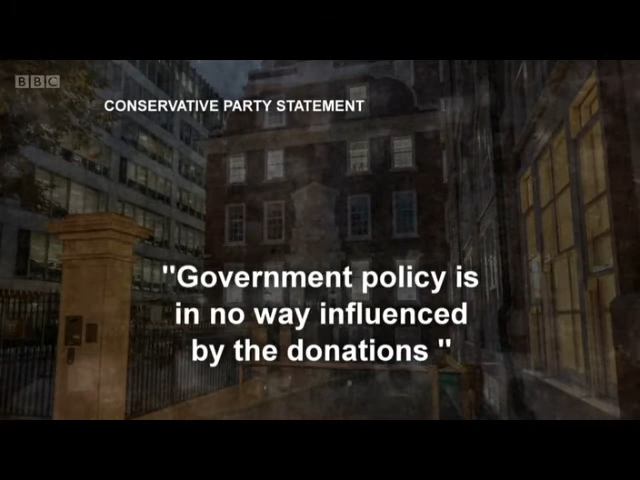 BBC
CONSERVATIVE PARTY STATEMENT
"Government policy is
in no way influenced
by the donations "